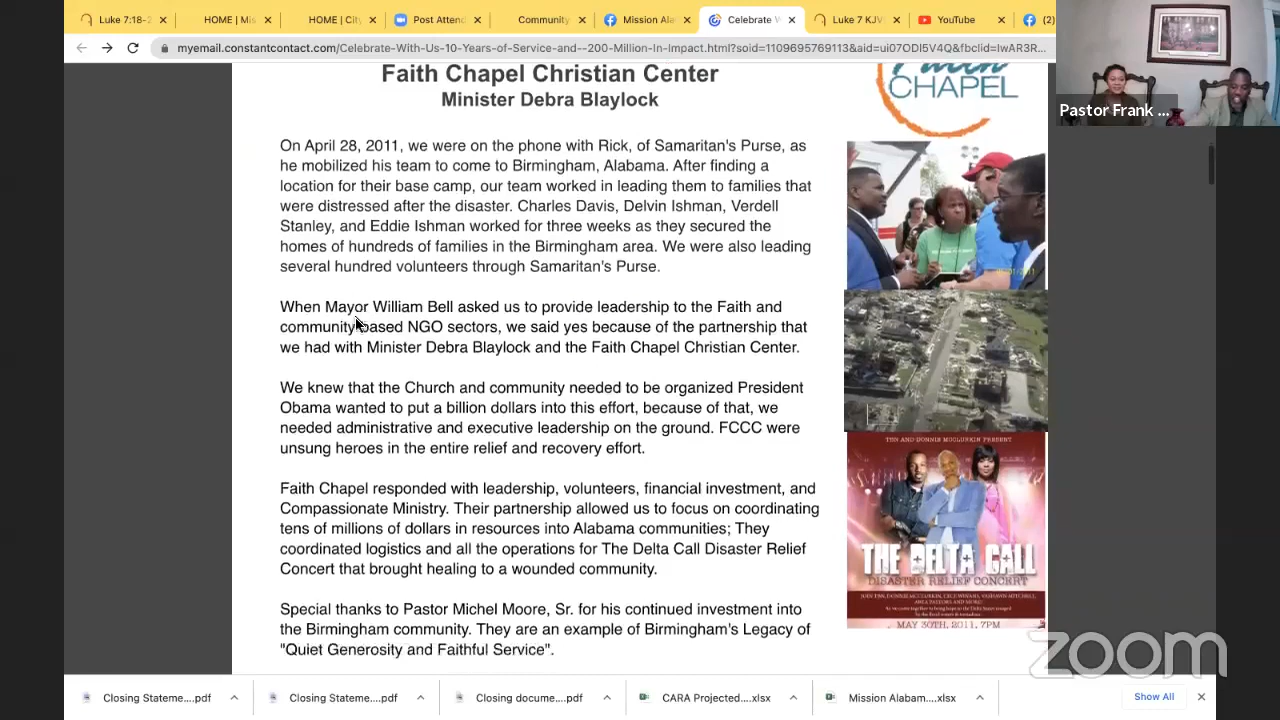 Luke 7:18-2
HOME | Mis
HOME | City
Post Attend
Community
Mission Ala
Celebrate W
Luke 7 KJV
YouTube
(2)
myemail.constantcontact.com/Celebrate-With-Us-10-Years-of-Service-and--200-Million-In-Impact.html?soid=1109695769113&aid=ui07ODI5V4Q&fbclid=IwAR3R...
Pastor Frank ...
Faith Chapel Christian Center
Minister Debra Blaylock
CHAPEL
On April 28, 2011, we were on the phone with Rick, of Samaritan's Purse, as
he mobilized his team to come to Birmingham, Alabama. After finding a
location for their base camp, our team worked in leading them to families that
were distressed after the disaster. Charles Davis, Delvin Ishman, Verdell
Stanley, and Eddie Ishman worked for three weeks as they secured the
homes of hundreds of families in the Birmingham area. We were also leading
several hundred volunteers through Samaritan's Purse.
When Mayor William Bell asked us to provide leadership to the Faith and
community based NGO sectors, we said yes because of the partnership that
we had with Minister Debra Blaylock and the Faith Chapel Christian Center.
We knew that the Church and community needed to be organized President
Obama wanted to put a billion dollars into this effort, because of that, we
needed administrative and executive leadership on the ground. FCCC were
unsung heroes in the entire relief and recovery effort.
Faith Chapel responded with leadership, volunteers, financial investment, and
Compassionate Ministry. Their partnership allowed us to focus on coordinating
tens of millions of dollars in resources into Alabama communities; They
coordinated logistics and all the operations for The Delta Call Disaster Relief
Concert that brought healing to a wounded community.
Special thanks to Pastor Michel Moore, Sr. for his continued investment into
the Birmingham community. They are an example of Birmingham's Legacy of
"Quiet Generosity and Faithful Service".
TBN AND DONNIE MCCLURKIN PRESENT
THE DELTA CALL
DISASTER RELIEF CONCERT
MAY 30TH, 2011, 7PM
zoom
Closing Stateme....pdf
Closing Stateme....pdf
Closing docume....pdf
CARA Projected....xlsx
Mission Alabam....xlsx
Show All